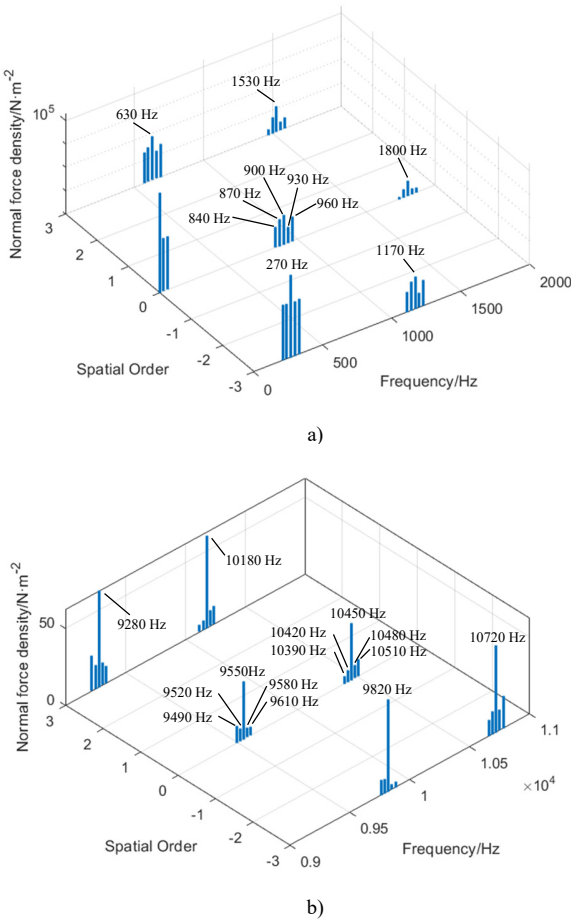 10^5
Normal force density/N·m^-2
1530 Hz
630 Hz
1800 Hz
900 Hz
930 Hz
870 Hz
960 Hz
840 Hz
1170 Hz
270 Hz
3
2
1
0
-1
-2
-3
Spatial Order
0
500
1000
1500
2000
Frequency/Hz
a)
Normal force density/N·m^-2
50
0
10180 Hz
9280 Hz
10450 Hz
10420 Hz
10480 Hz
10390 Hz
10510 Hz
10720 Hz
9550Hz
9520 Hz
9580 Hz
9820 Hz
9490 Hz
9610 Hz
3
2
1
0
-1
-2
-3
Spatial Order
0.9
0.95
1
1.05
1.1
×10^4
Frequency/Hz
b)